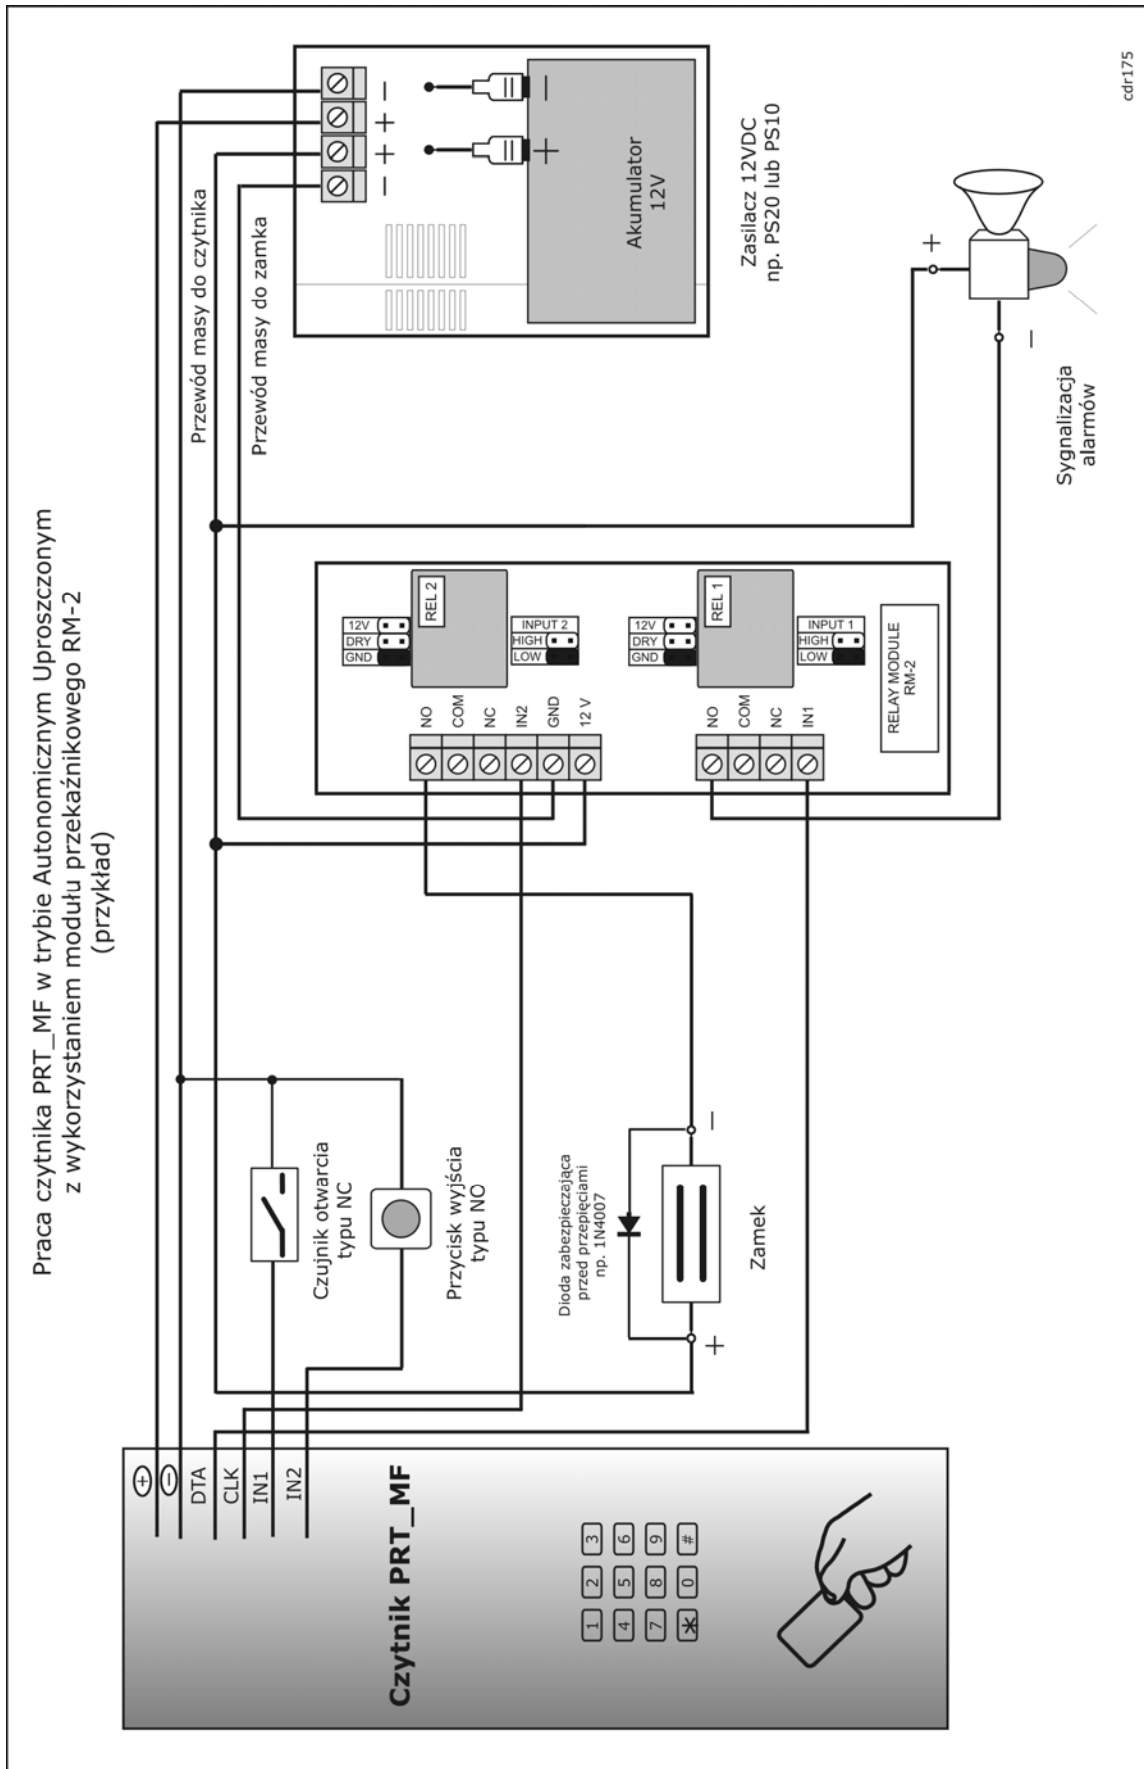 Praca czytnika PRT_MF w trybie Autonomicznym Uproszczonym
z wykorzystaniem modułu przekaźnikowego RM-2
(przykład)
+
−
DTA
CLK
IN1
IN2
Czytnik PRT_MF
1 2 3
4 5 6
7 8 9
* 0 #
Czujnik otwarcia
typu NC
Przycisk wyjścia
typu NO
Dioda zabezpieczająca
przed przepięciami
np. 1N4007
+
−
Zamek
NO
COM
NC
IN2
GND
12 V
12V
DRY
GND
REL 2
INPUT 2
HIGH
LOW
NO
COM
NC
IN1
12V
DRY
GND
REL 1
INPUT 1
HIGH
LOW
RELAY MODULE
RM-2
Przewód masy do czytnika
Przewód masy do zamka
−
+
+
−
−
+
Akumulator
12V
Zasilacz 12VDC
np. PS20 lub PS10
+
−
Sygnalizacja
alarmów
cdr175